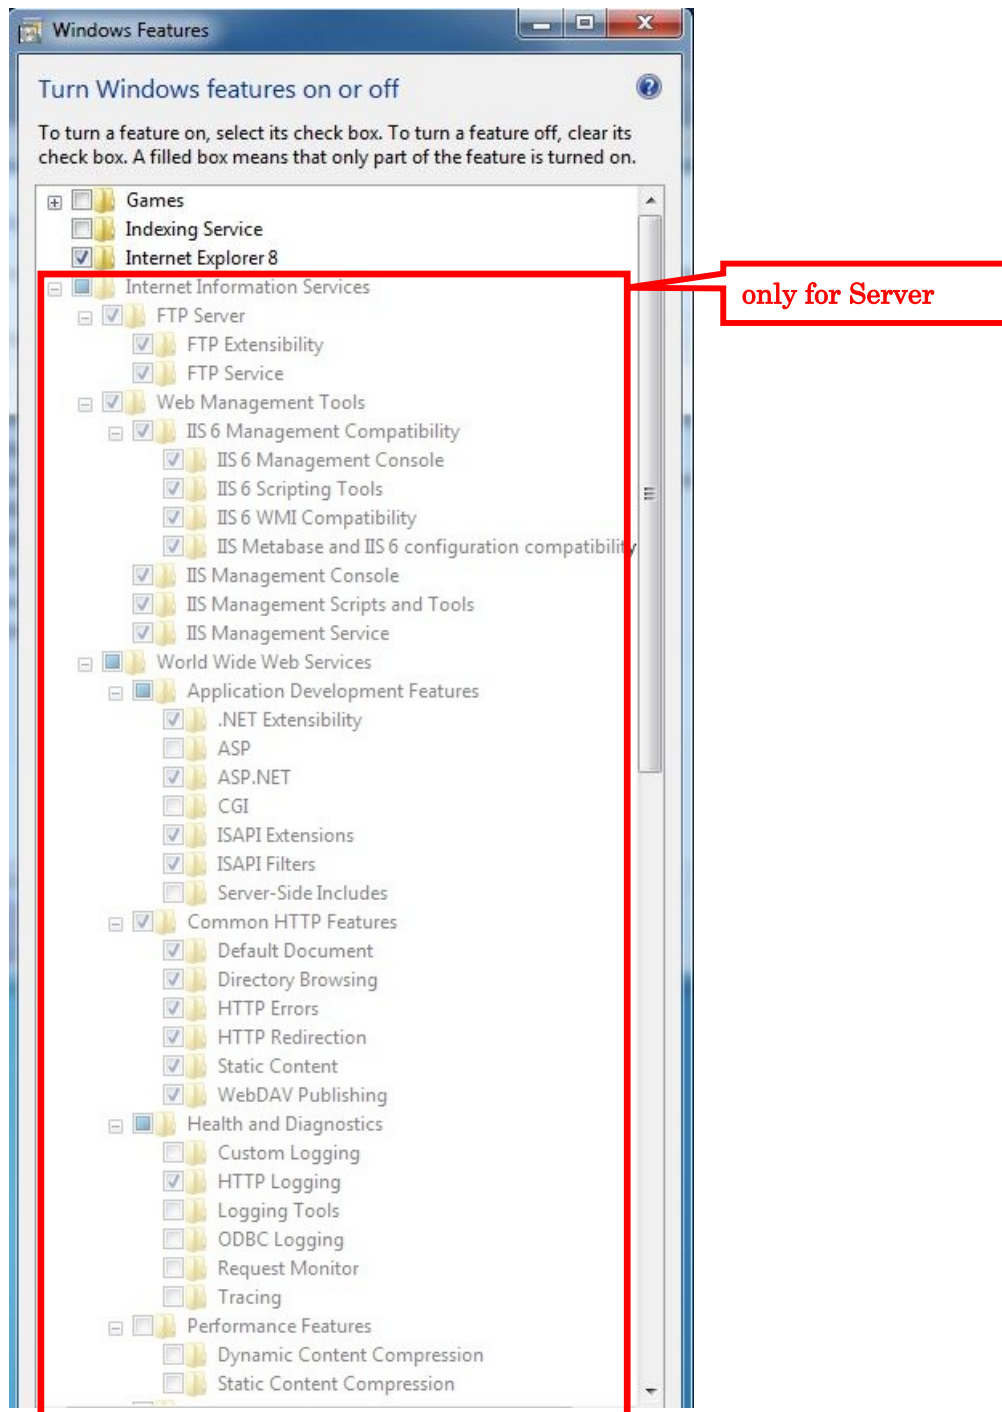 Windows Features
Turn Windows features on or off
To turn a feature on, select its check box. To turn a feature off, clear its
check box. A filled box means that only part of the feature is turned on.
Games
Indexing Service
Internet Explorer 8
Internet Information Services
only for Server
FTP Server
FTP Extensibility
FTP Service
Web Management Tools
IIS 6 Management Compatibility
IIS 6 Management Console
IIS 6 Scripting Tools
IIS 6 WMI Compatibility
IIS Metabase and IIS 6 configuration compatibility
IIS Management Console
IIS Management Scripts and Tools
IIS Management Service
World Wide Web Services
Application Development Features
.NET Extensibility
ASP
ASP.NET
CGI
ISAPI Extensions
ISAPI Filters
Server-Side Includes
Common HTTP Features
Default Document
Directory Browsing
HTTP Errors
HTTP Redirection
Static Content
WebDAV Publishing
Health and Diagnostics
Custom Logging
HTTP Logging
Logging Tools
ODBC Logging
Request Monitor
Tracing
Performance Features
Dynamic Content Compression
Static Content Compression